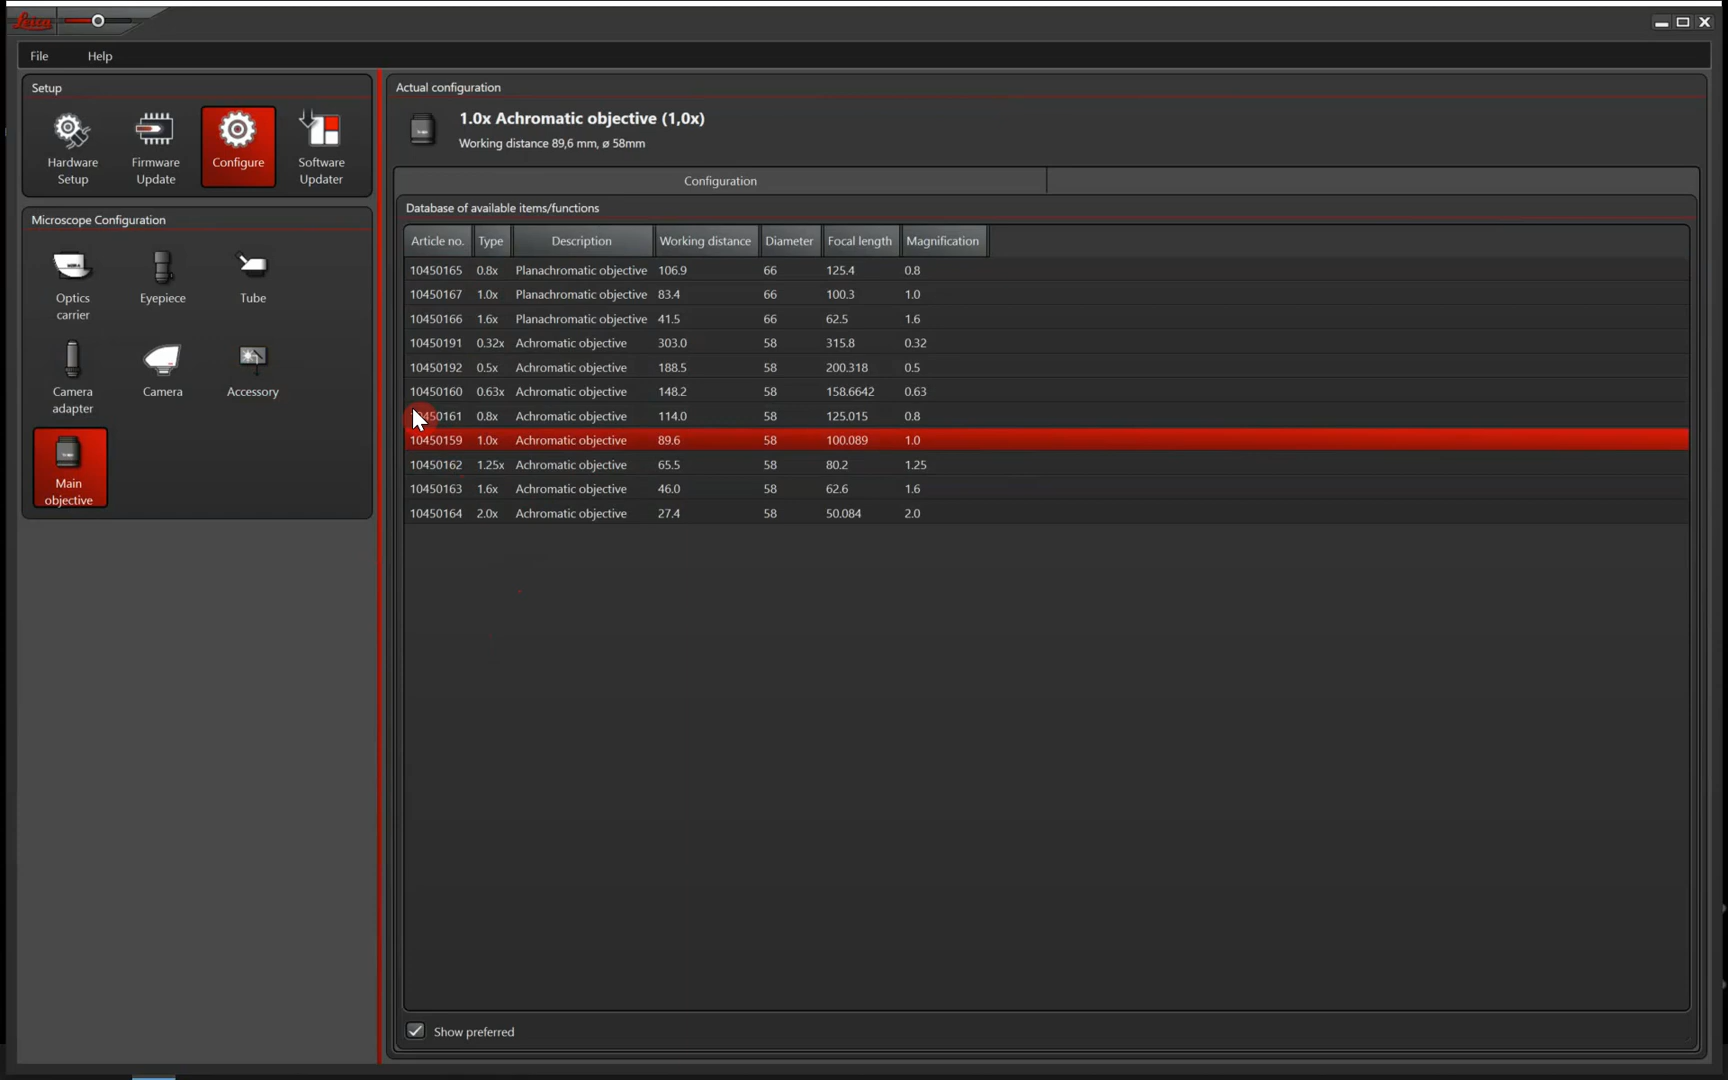 Leica
File Help
Setup
Hardware Setup
Firmware Update
Configure
Software Updater
Microscope Configuration
Optics carrier
Eyepiece
Tube
Camera adapter
Camera
Accessory
Main objective
Actual configuration
1.0x Achromatic objective (1,0x)
Working distance 89,6 mm, ø 58mm
Configuration
Database of available items/functions
Article no. Type Description Working distance Diameter Focal length Magnification
10450165 0.8x Planachromatic objective 106.9 66 125.4 0.8
10450167 1.0x Planachromatic objective 83.4 66 100.3 1.0
10450166 1.6x Planachromatic objective 41.5 66 62.5 1.6
10450191 0.32x Achromatic objective 303.0 58 315.8 0.32
10450192 0.5x Achromatic objective 188.5 58 200.318 0.5
10450160 0.63x Achromatic objective 148.2 58 158.6642 0.63
10450161 0.8x Achromatic objective 114.0 58 125.015 0.8
10450159 1.0x Achromatic objective 89.6 58 100.089 1.0
10450162 1.25x Achromatic objective 65.5 58 80.2 1.25
10450163 1.6x Achromatic objective 46.0 58 62.6 1.6
10450164 2.0x Achromatic objective 27.4 58 50.084 2.0
Show preferred